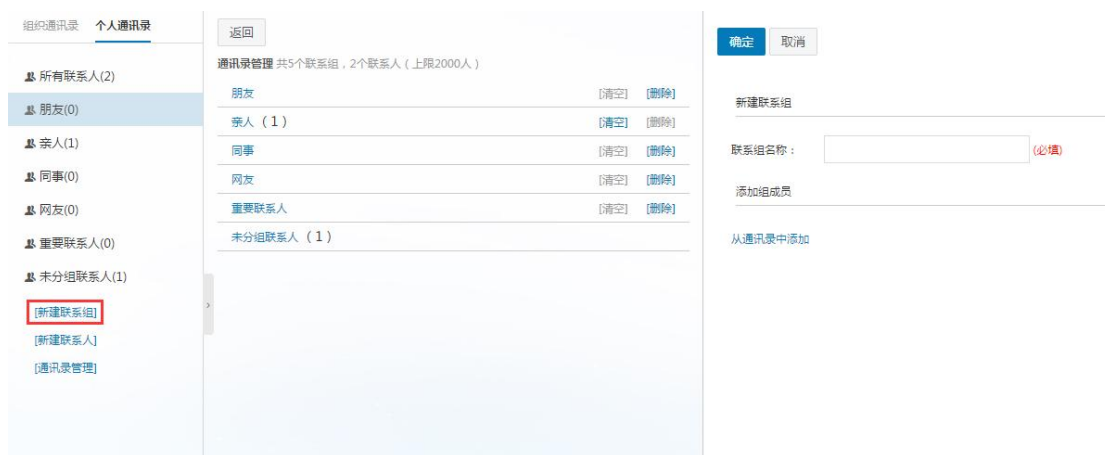 组织通讯录 个人通讯录
所有联系人(2)
朋友(0)
亲人(1)
同事(0)
网友(0)
重要联系人(0)
未分组联系人(1)
[新建联系组]
[新建联系人]
[通讯录管理]
返回
通讯录管理 共5个联系组，2个联系人（上限2000人）
朋友 [清空] [删除]
亲人（1） [清空] [删除]
同事 [清空] [删除]
网友 [清空] [删除]
重要联系人 [清空] [删除]
未分组联系人（1）
确定 取消
新建联系组
联系组名称： (必填)
添加组成员
从通讯录中添加